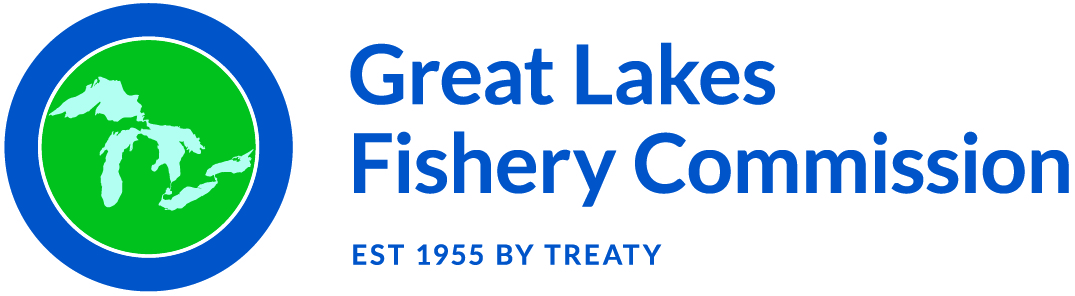 Great Lakes
Fishery Commission
EST 1955 BY TREATY